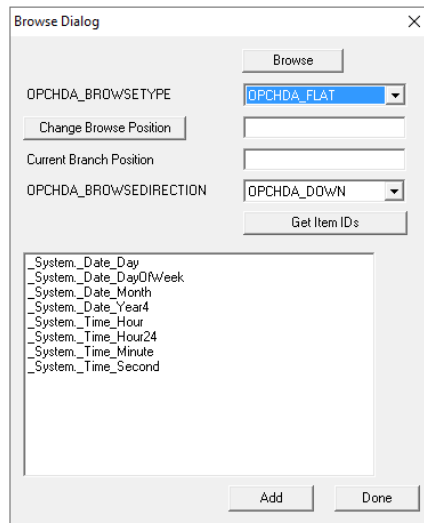 Browse Dialog
Browse
OPCHDA_BROWSETYPE
OPCHDA_FLAT
Change Browse Position
Current Branch Position
OPCHDA_BROWSEDIRECTION
OPCHDA_DOWN
Get Item IDs
_System._Date_Day
_System._Date_DayOfWeek
_System._Date_Month
_System._Date_Year4
_System._Time_Hour
_System._Time_Hour24
_System._Time_Minute
_System._Time_Second
Add
Done